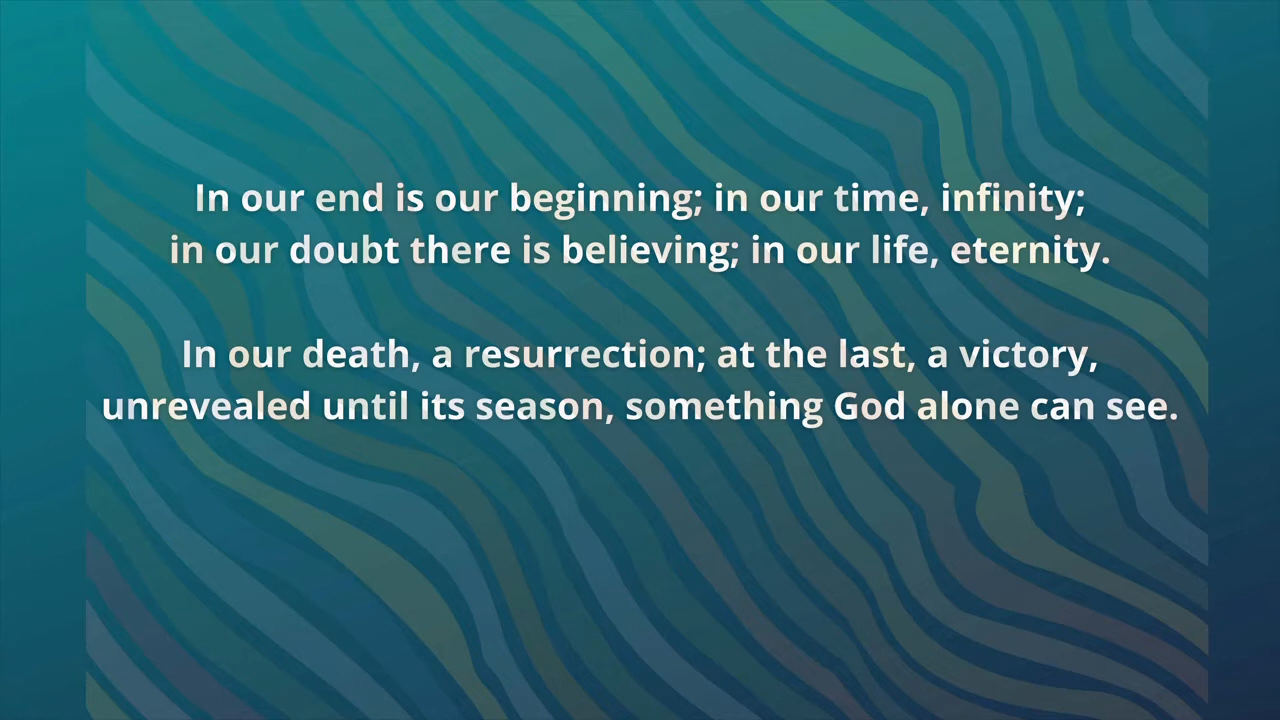 In our end is our beginning; in our time, infinity;
in our doubt there is believing; in our life, eternity.
In our death, a resurrection; at the last, a victory,
unrevealed until its season, something God alone can see.